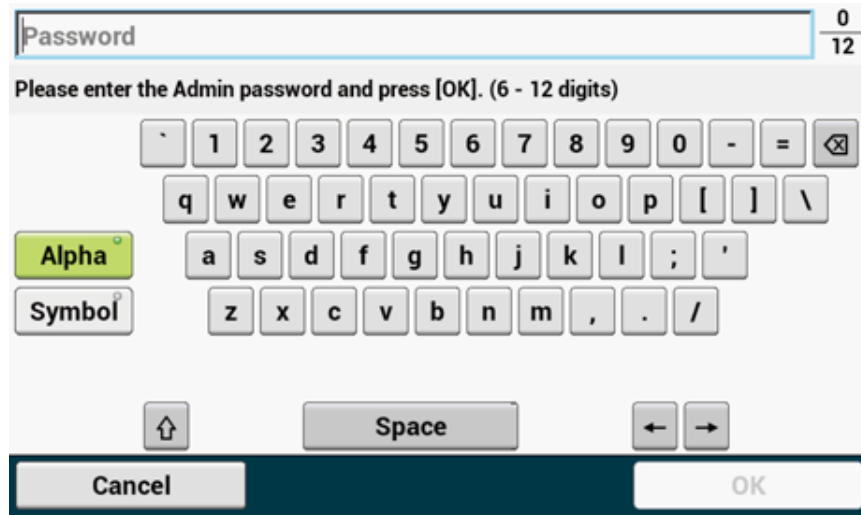 Password
0
12
Please enter the Admin password and press [OK]. (6 - 12 digits)
` 1 2 3 4 5 6 7 8 9 0 - =
q w e r t y u i o p [ ] \
Alpha a s d f g h j k l ; '
Symbol z x c v b n m , . /
Space ← →
Cancel OK